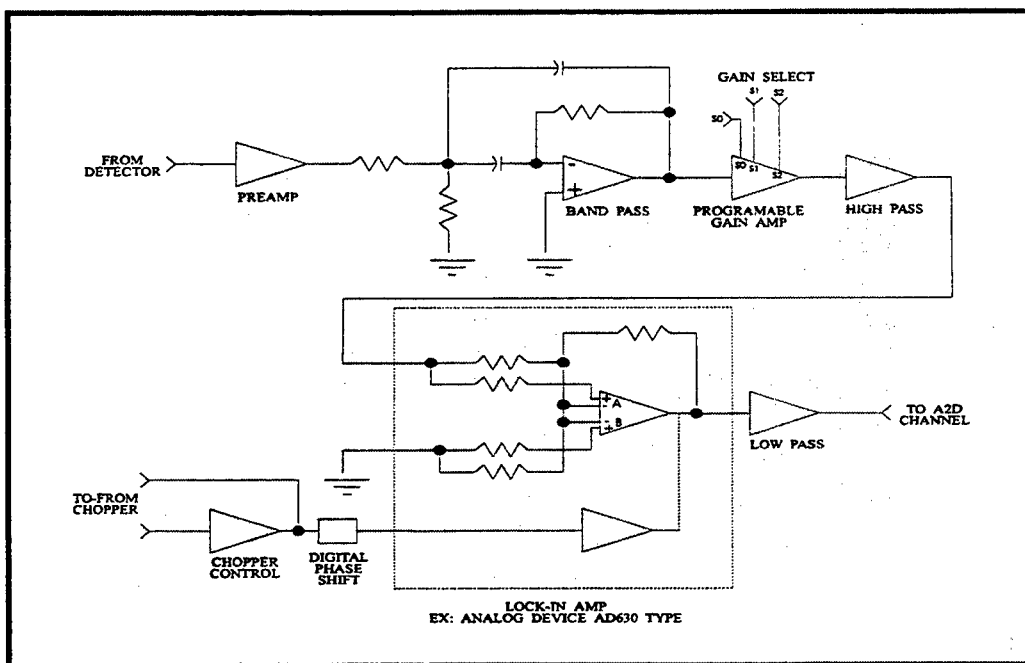 GAIN SELECT
S1 S2
S0
FROM
DETECTOR
S0 S1 S2
PREAMP
-
+
BAND PASS
PROGRAMABLE
GAIN AMP
HIGH PASS
+ A
-
- B
+
TO A2D
CHANNEL
LOW PASS
TO-FROM
CHOPPER
CHOPPER
CONTROL
DIGITAL
PHASE
SHIFT
LOCK-IN AMP
EX: ANALOG DEVICE AD630 TYPE